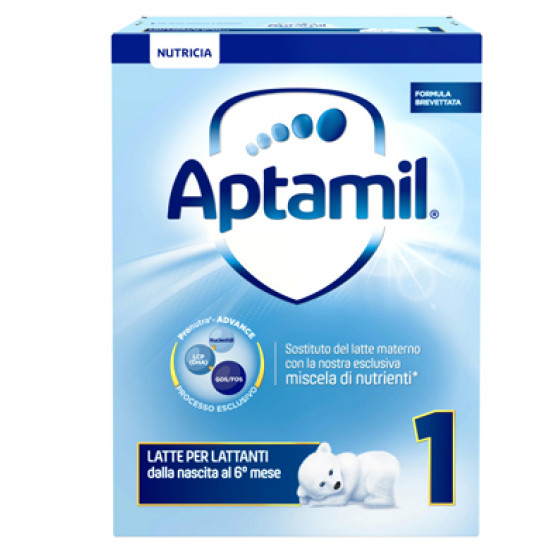 NUTRICIA
FORMULA
BREVETTATA
Aptamil®
Pronutra®-ADVANCE
Nucleotidi
LCP
(DHA)
GOS/FOS
PROCESSO ESCLUSIVO
Sostituto del latte materno
con la nostra esclusiva
miscela di nutrienti*
LATTE PER LATTANTI
dalla nascita al 6º mese
1